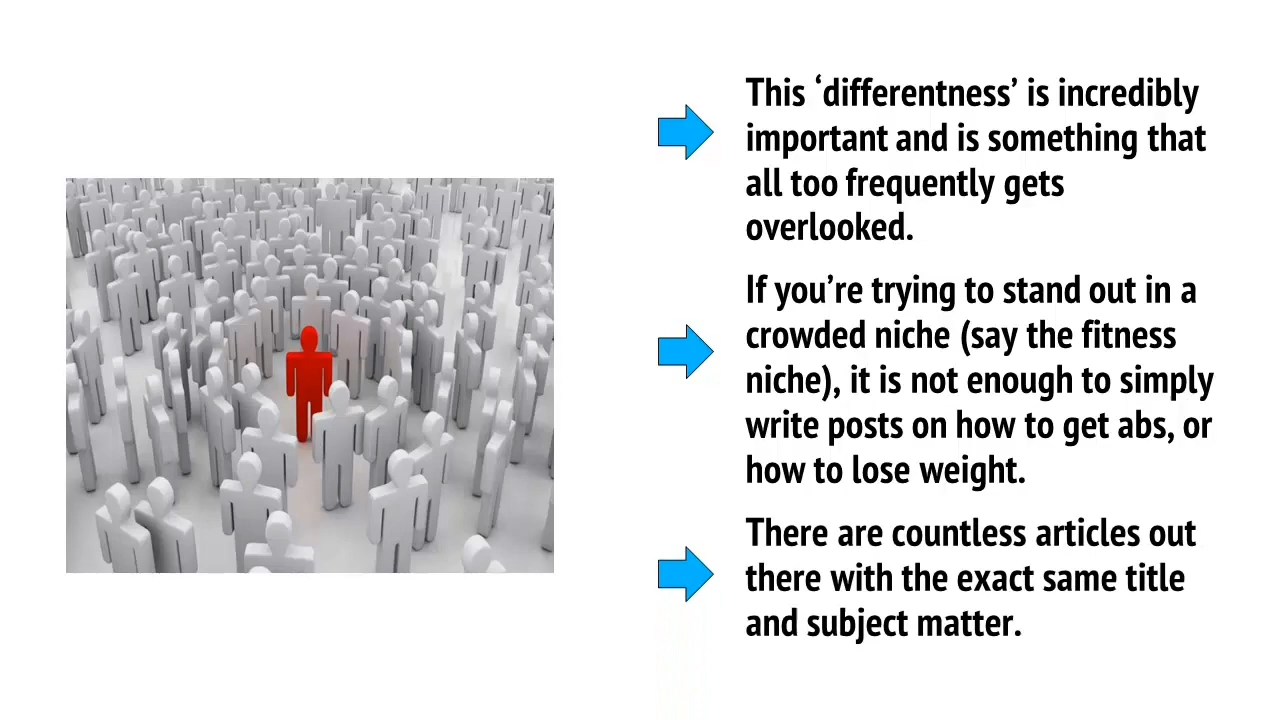 This ‘differentness’ is incredibly
important and is something that
all too frequently gets
overlooked.
If you’re trying to stand out in a
crowded niche (say the fitness
niche), it is not enough to simply
write posts on how to get abs, or
how to lose weight.
There are countless articles out
there with the exact same title
and subject matter.